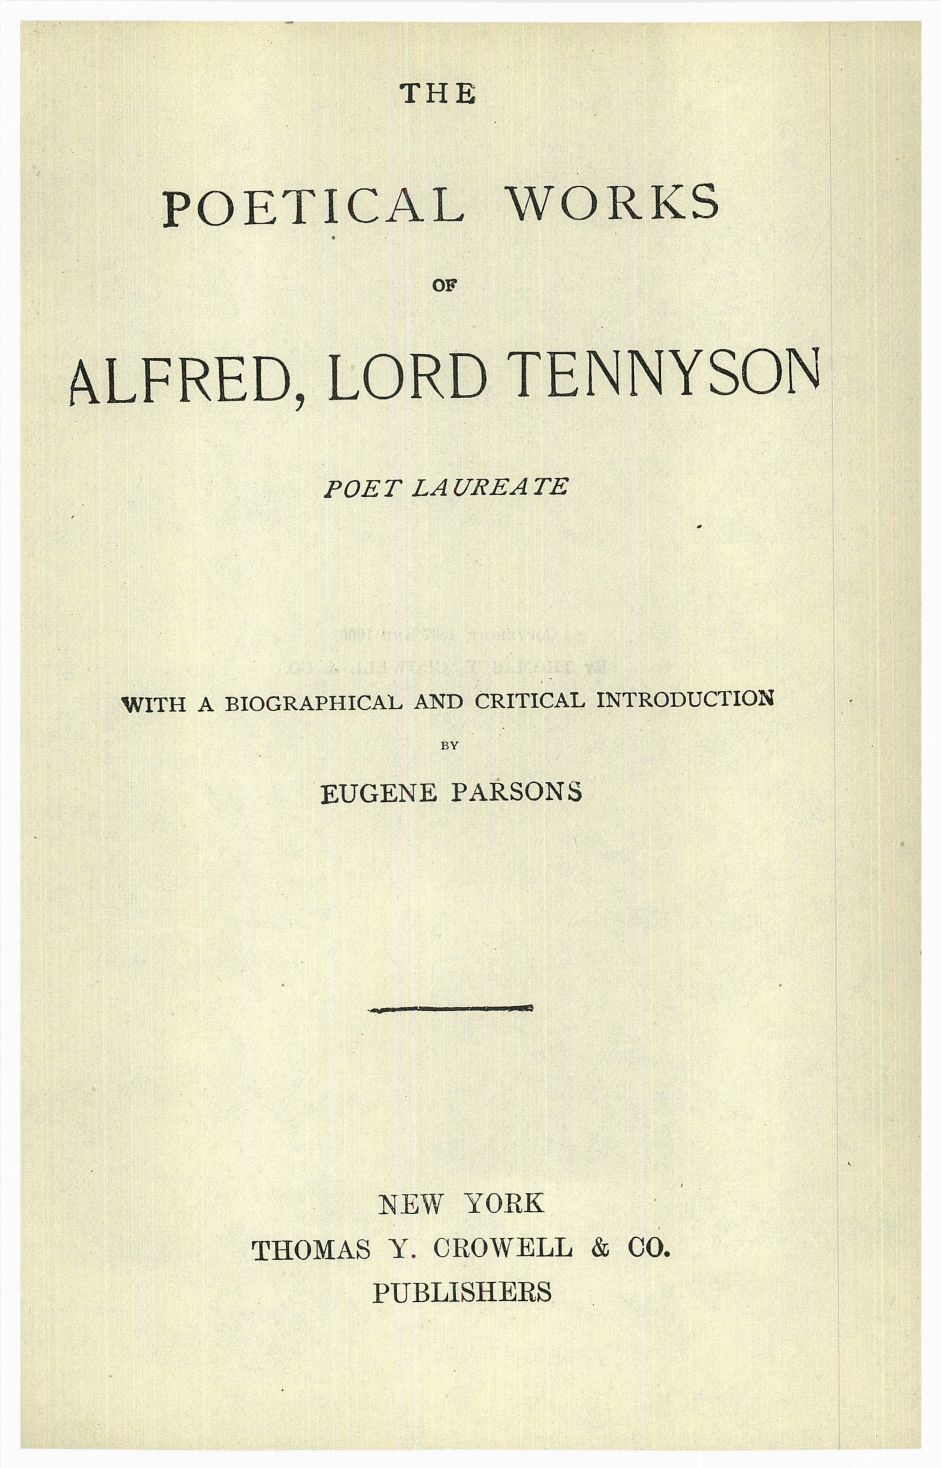 THE
POETICAL WORKS
OF
ALFRED, LORD TENNYSON
POET LAUREATE
WITH A BIOGRAPHICAL AND CRITICAL INTRODUCTION
BY
EUGENE PARSONS
NEW YORK
THOMAS Y. CROWELL & CO.
PUBLISHERS